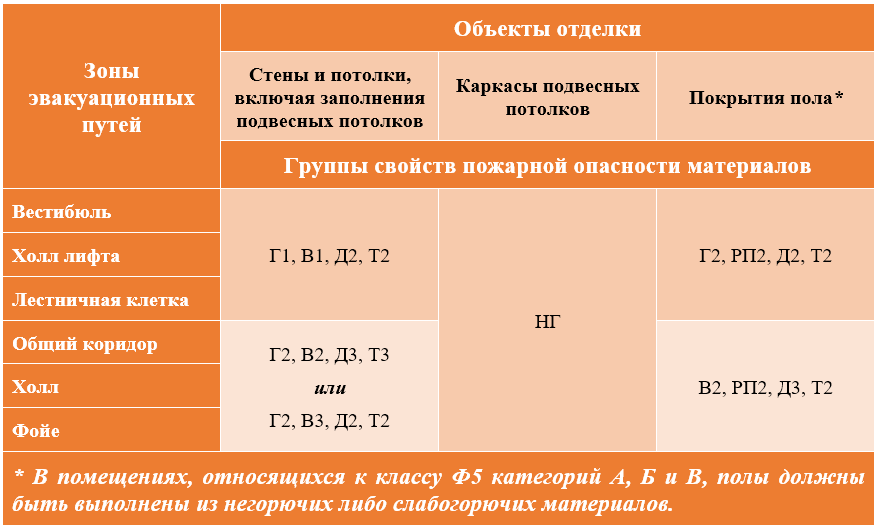 Зоны
эвакуационных
путей
Объекты отделки
Стены и потолки,
включая заполнения
подвесных потолков
Каркасы подвесных
потолков
Покрытия пола*
Группы свойств пожарной опасности материалов
Вестибюль
Холл лифта
Лестничная клетка
Г1, В1, Д2, Т2
НГ
Г2, РП2, Д2, Т2
Общий коридор
Холл
Фойе
Г2, В2, Д3, Т3
или
Г2, В3, Д2, Т2
В2, РП2, Д3, Т2
* В помещениях, относящихся к классу Ф5 категорий А, Б и В, полы должны
быть выполнены из негорючих либо слабогорючих материалов.